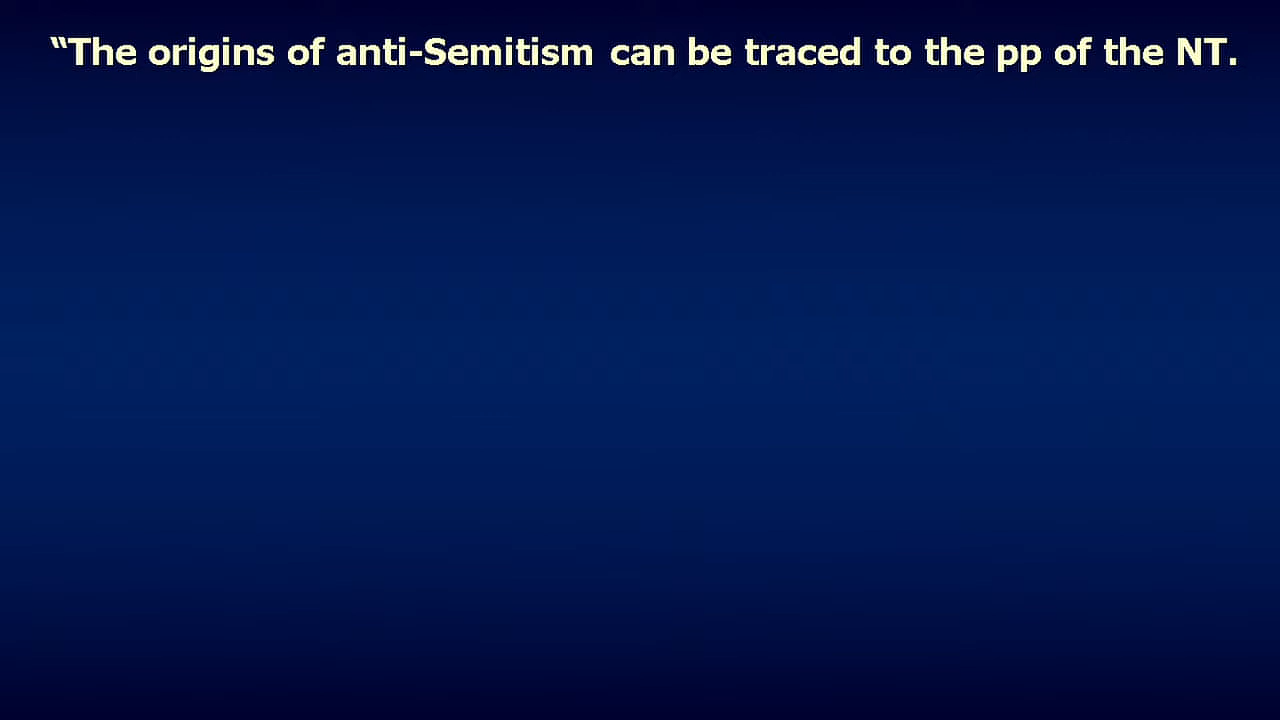 “The origins of anti-Semitism can be traced to the pp of the NT.